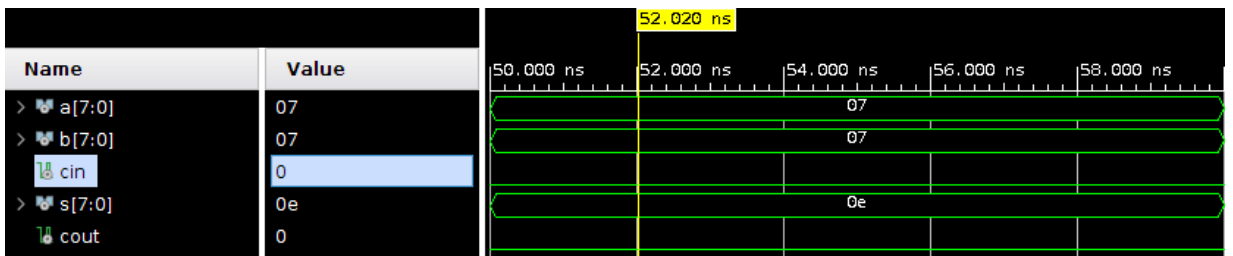 52.020 ns
Name Value 50.000 ns 52.000 ns 54.000 ns 56.000 ns 58.000 ns
a[7:0] 07 07
b[7:0] 07 07
cin 0
s[7:0] 0e 0e
cout 0